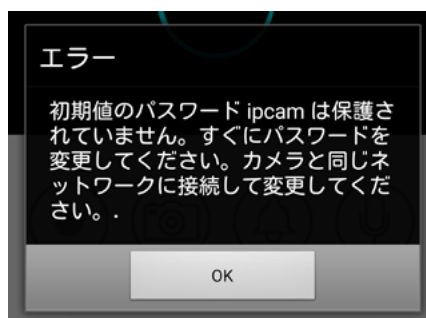 エラー
初期値のパスワード ipcam は保護さ
れていません。すぐにパスワードを
変更してください。カメラと同じネ
ットワークに接続して変更してくだ
さい。.
OK